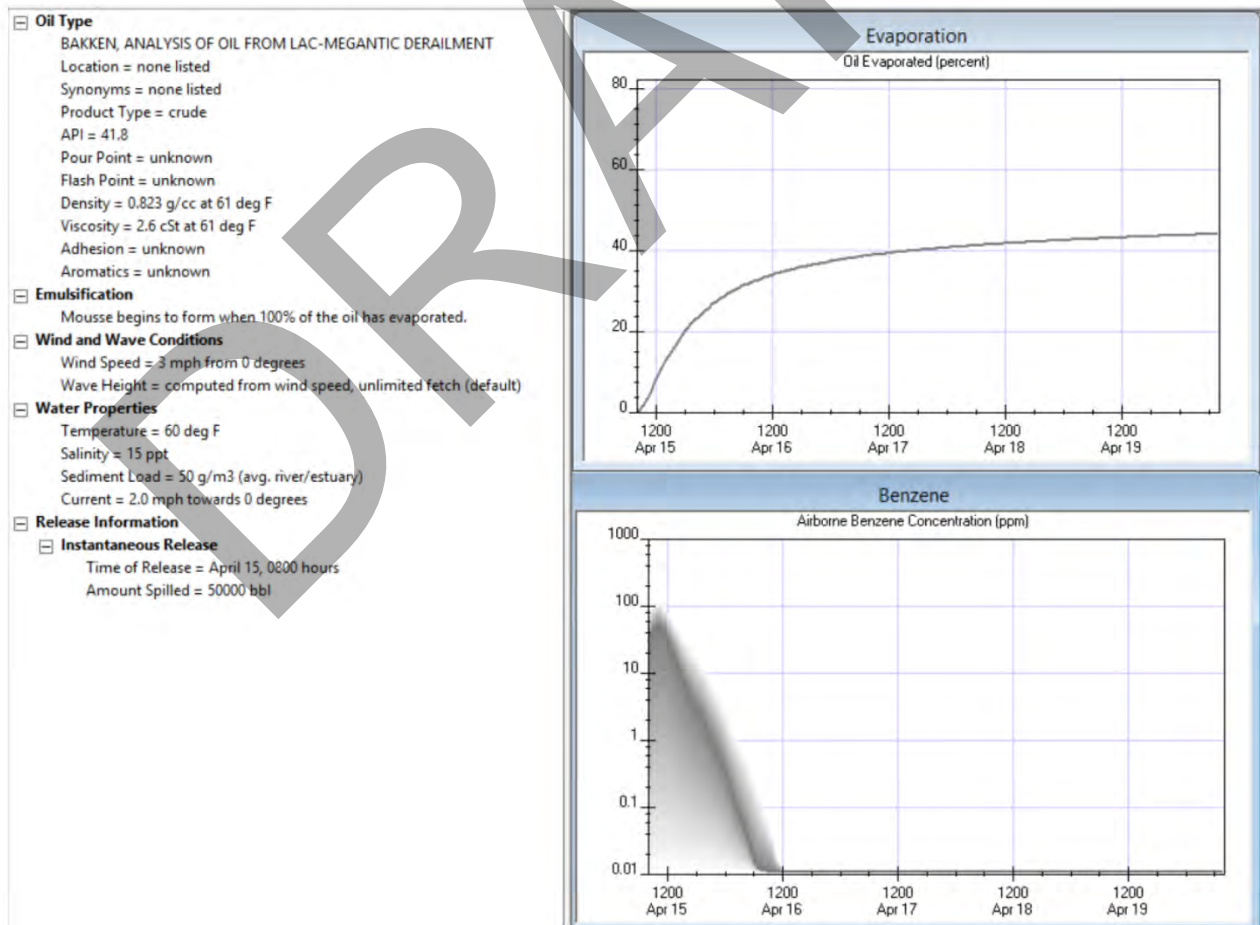 Oil Type
BAKKEN, ANALYSIS OF OIL FROM LAC-MEGANTIC DERAILMENT
Location = none listed
Synonyms = none listed
Product Type = crude
API = 41.8
Pour Point = unknown
Flash Point = unknown
Density = 0.823 g/cc at 61 deg F
Viscosity = 2.6 cSt at 61 deg F
Adhesion = unknown
Aromatics = unknown
Emulsification
Mousse begins to form when 100% of the oil has evaporated.
Wind and Wave Conditions
Wind Speed = 3 mph from 0 degrees
Wave Height = computed from wind speed, unlimited fetch (default)
Water Properties
Temperature = 60 deg F
Salinity = 15 ppt
Sediment Load = 50 g/m3 (avg. river/estuary)
Current = 2.0 mph towards 0 degrees
Release Information
Instantaneous Release
Time of Release = April 15, 0800 hours
Amount Spilled = 50000 bbl
Evaporation
Oil Evaporated (percent)
80
60
40
20
0
1200 1200 1200 1200 1200
Apr 15 Apr 16 Apr 17 Apr 18 Apr 19
Benzene
Airborne Benzene Concentration (ppm)
1000
100
10
1
0.1
0.01
1200 1200 1200 1200 1200
Apr 15 Apr 16 Apr 17 Apr 18 Apr 19